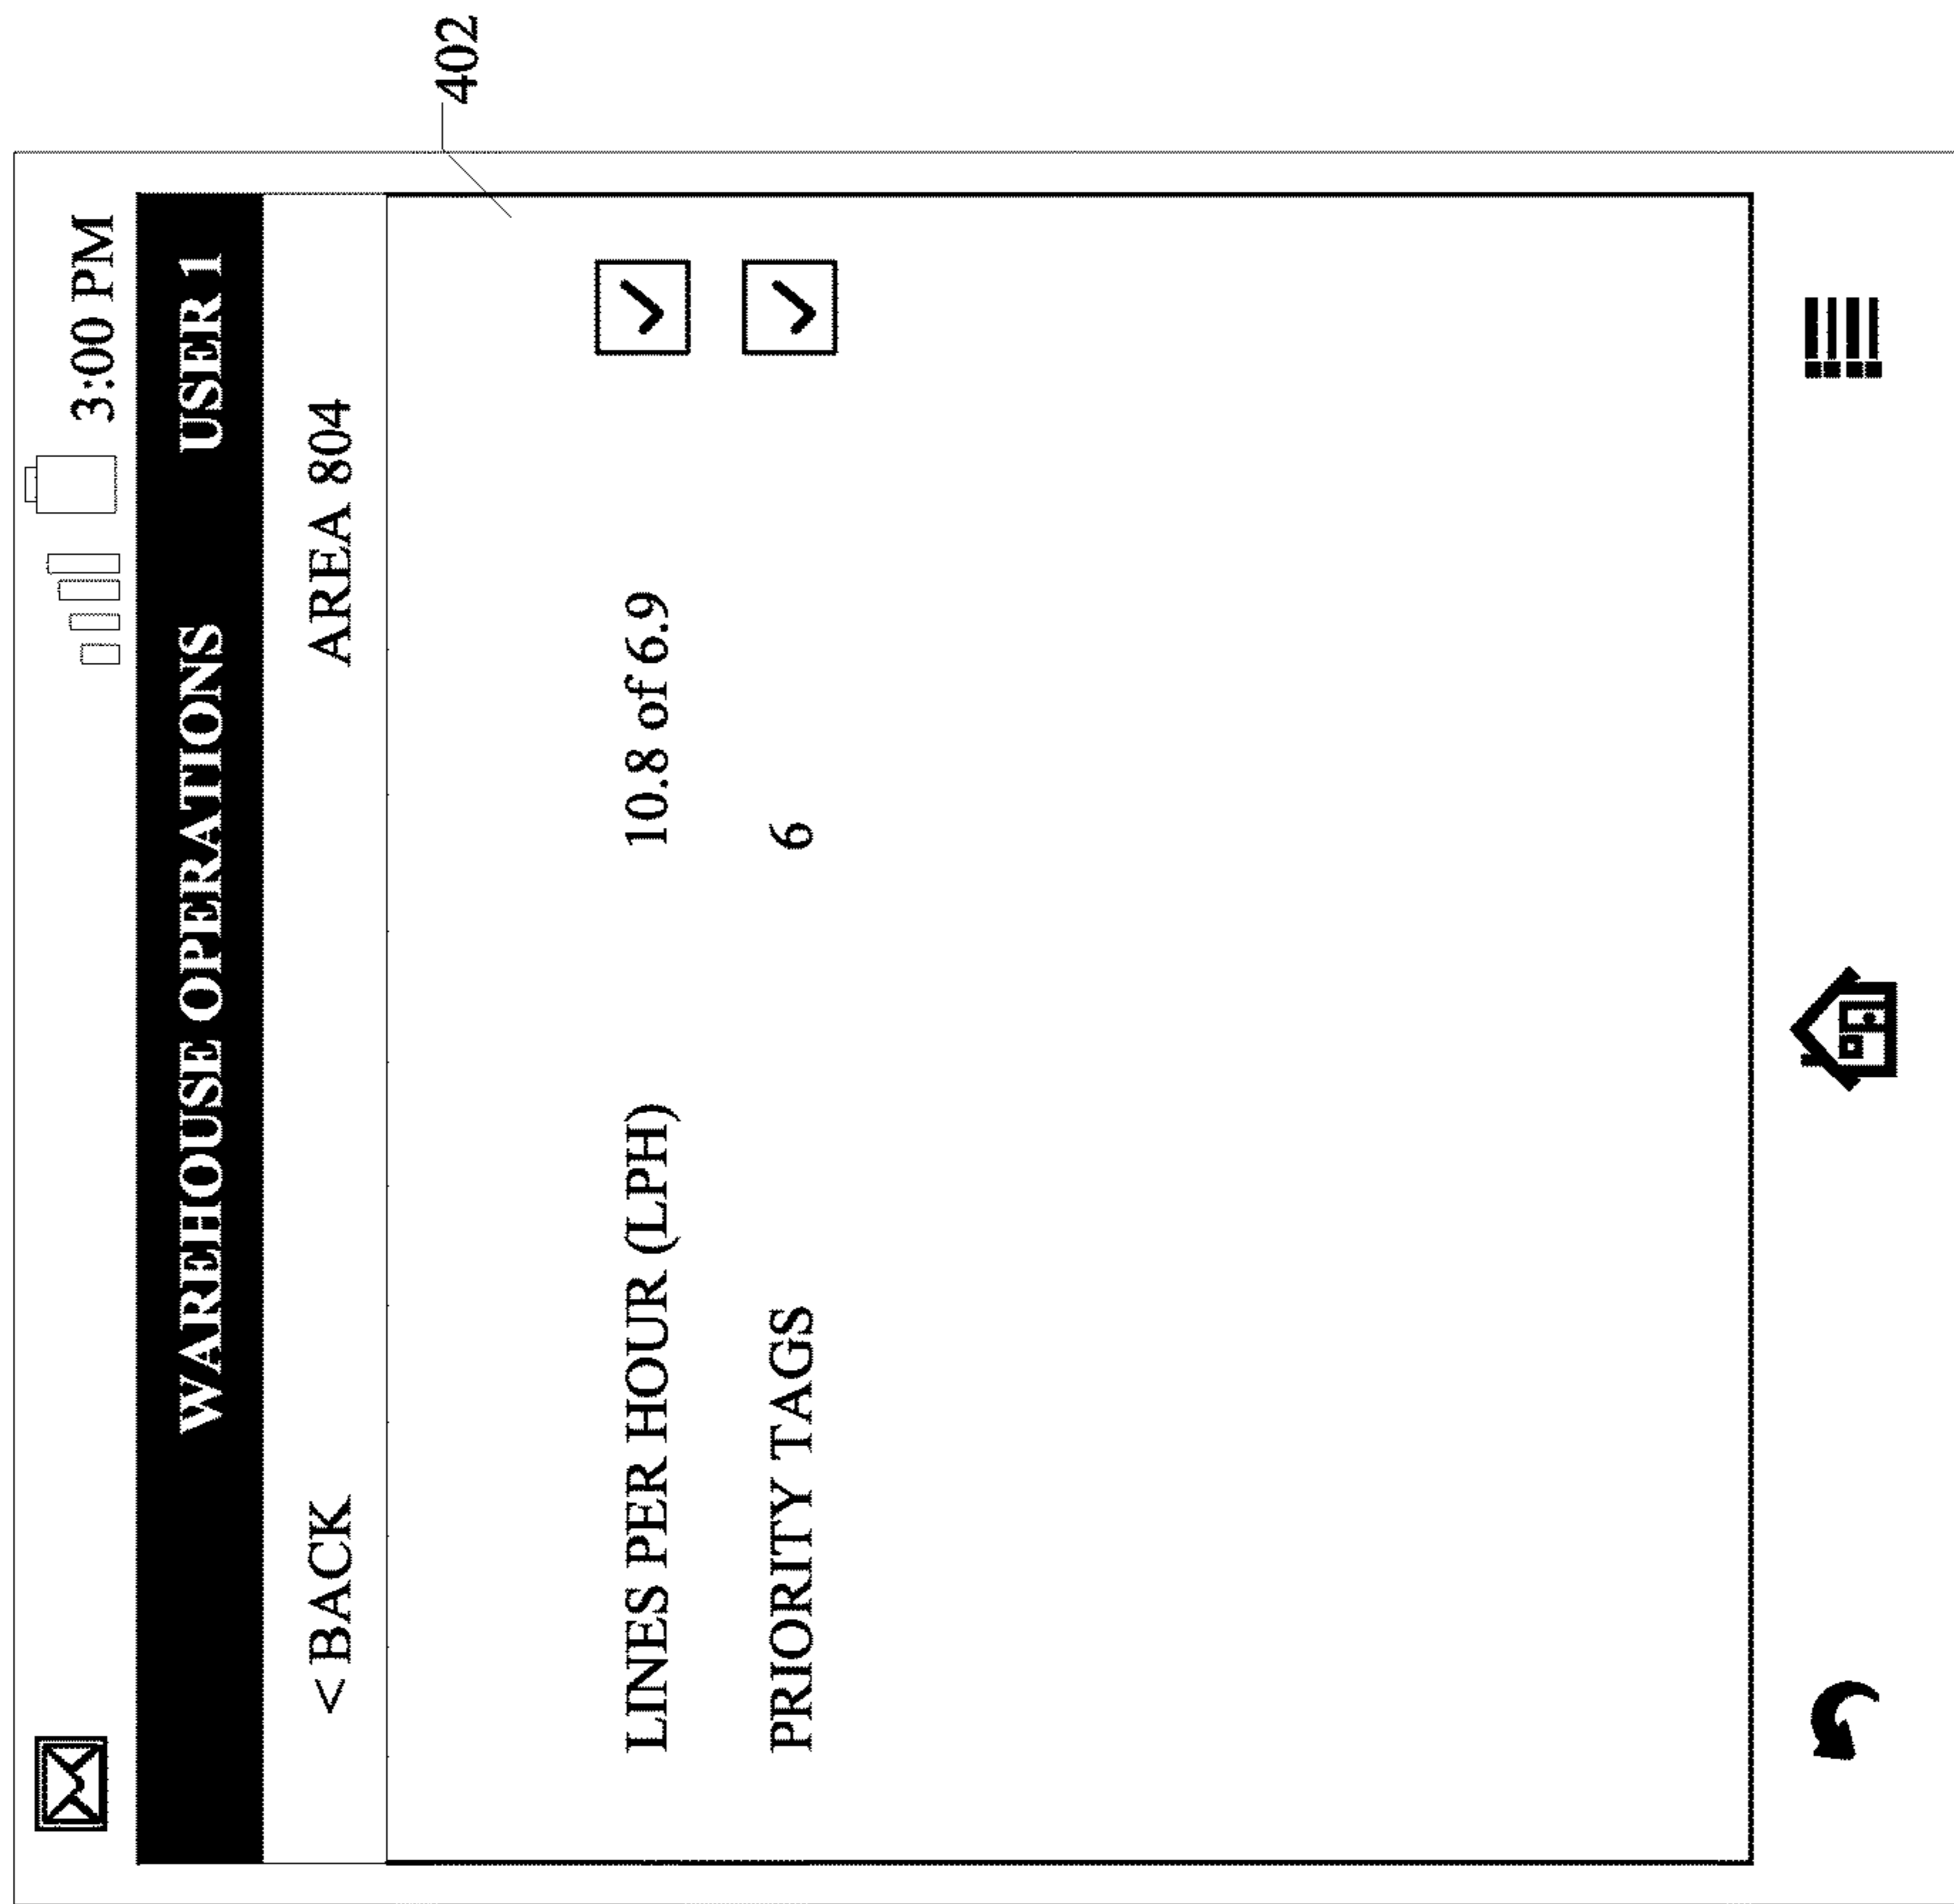 3:00 PM
WAREHOUSE OPERATIONS USER 1
< BACK AREA 804
402
LINES PER HOUR (LPH) 10.8 of 6.9
PRIORITY TAGS 6